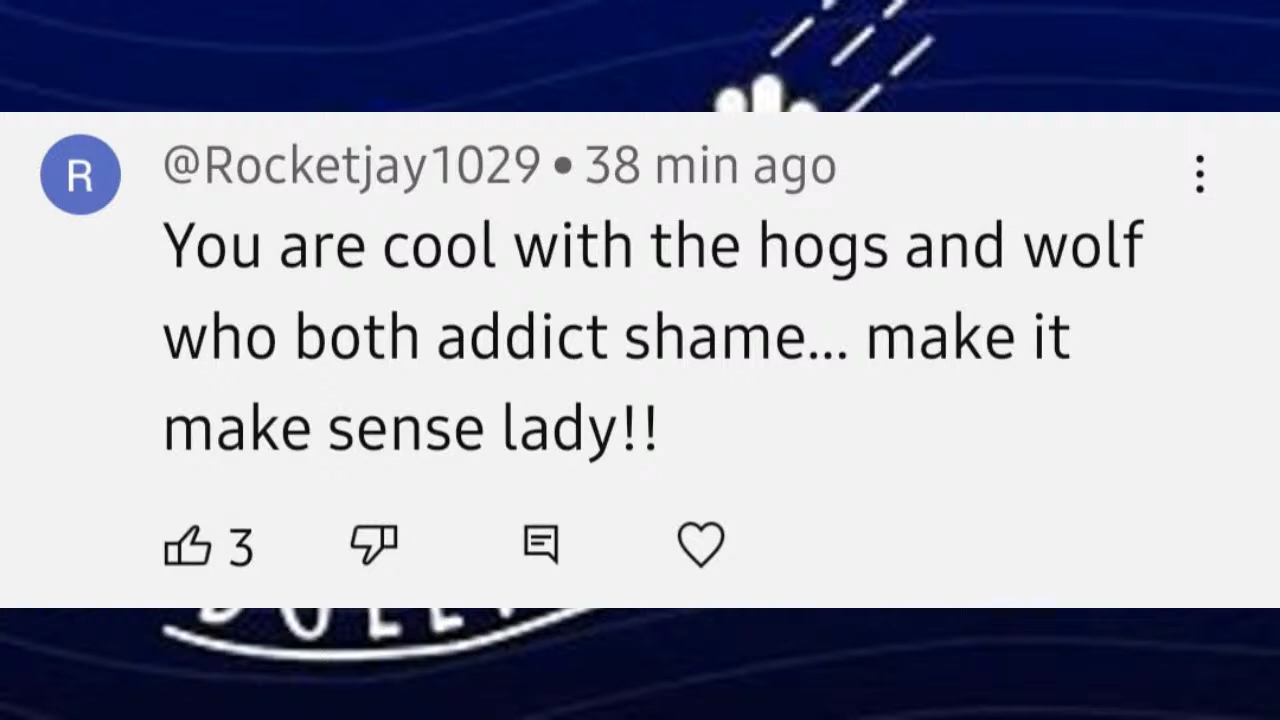 R
@Rocketjay1029 • 38 min ago
You are cool with the hogs and wolf
who both addict shame... make it
make sense lady!!
3